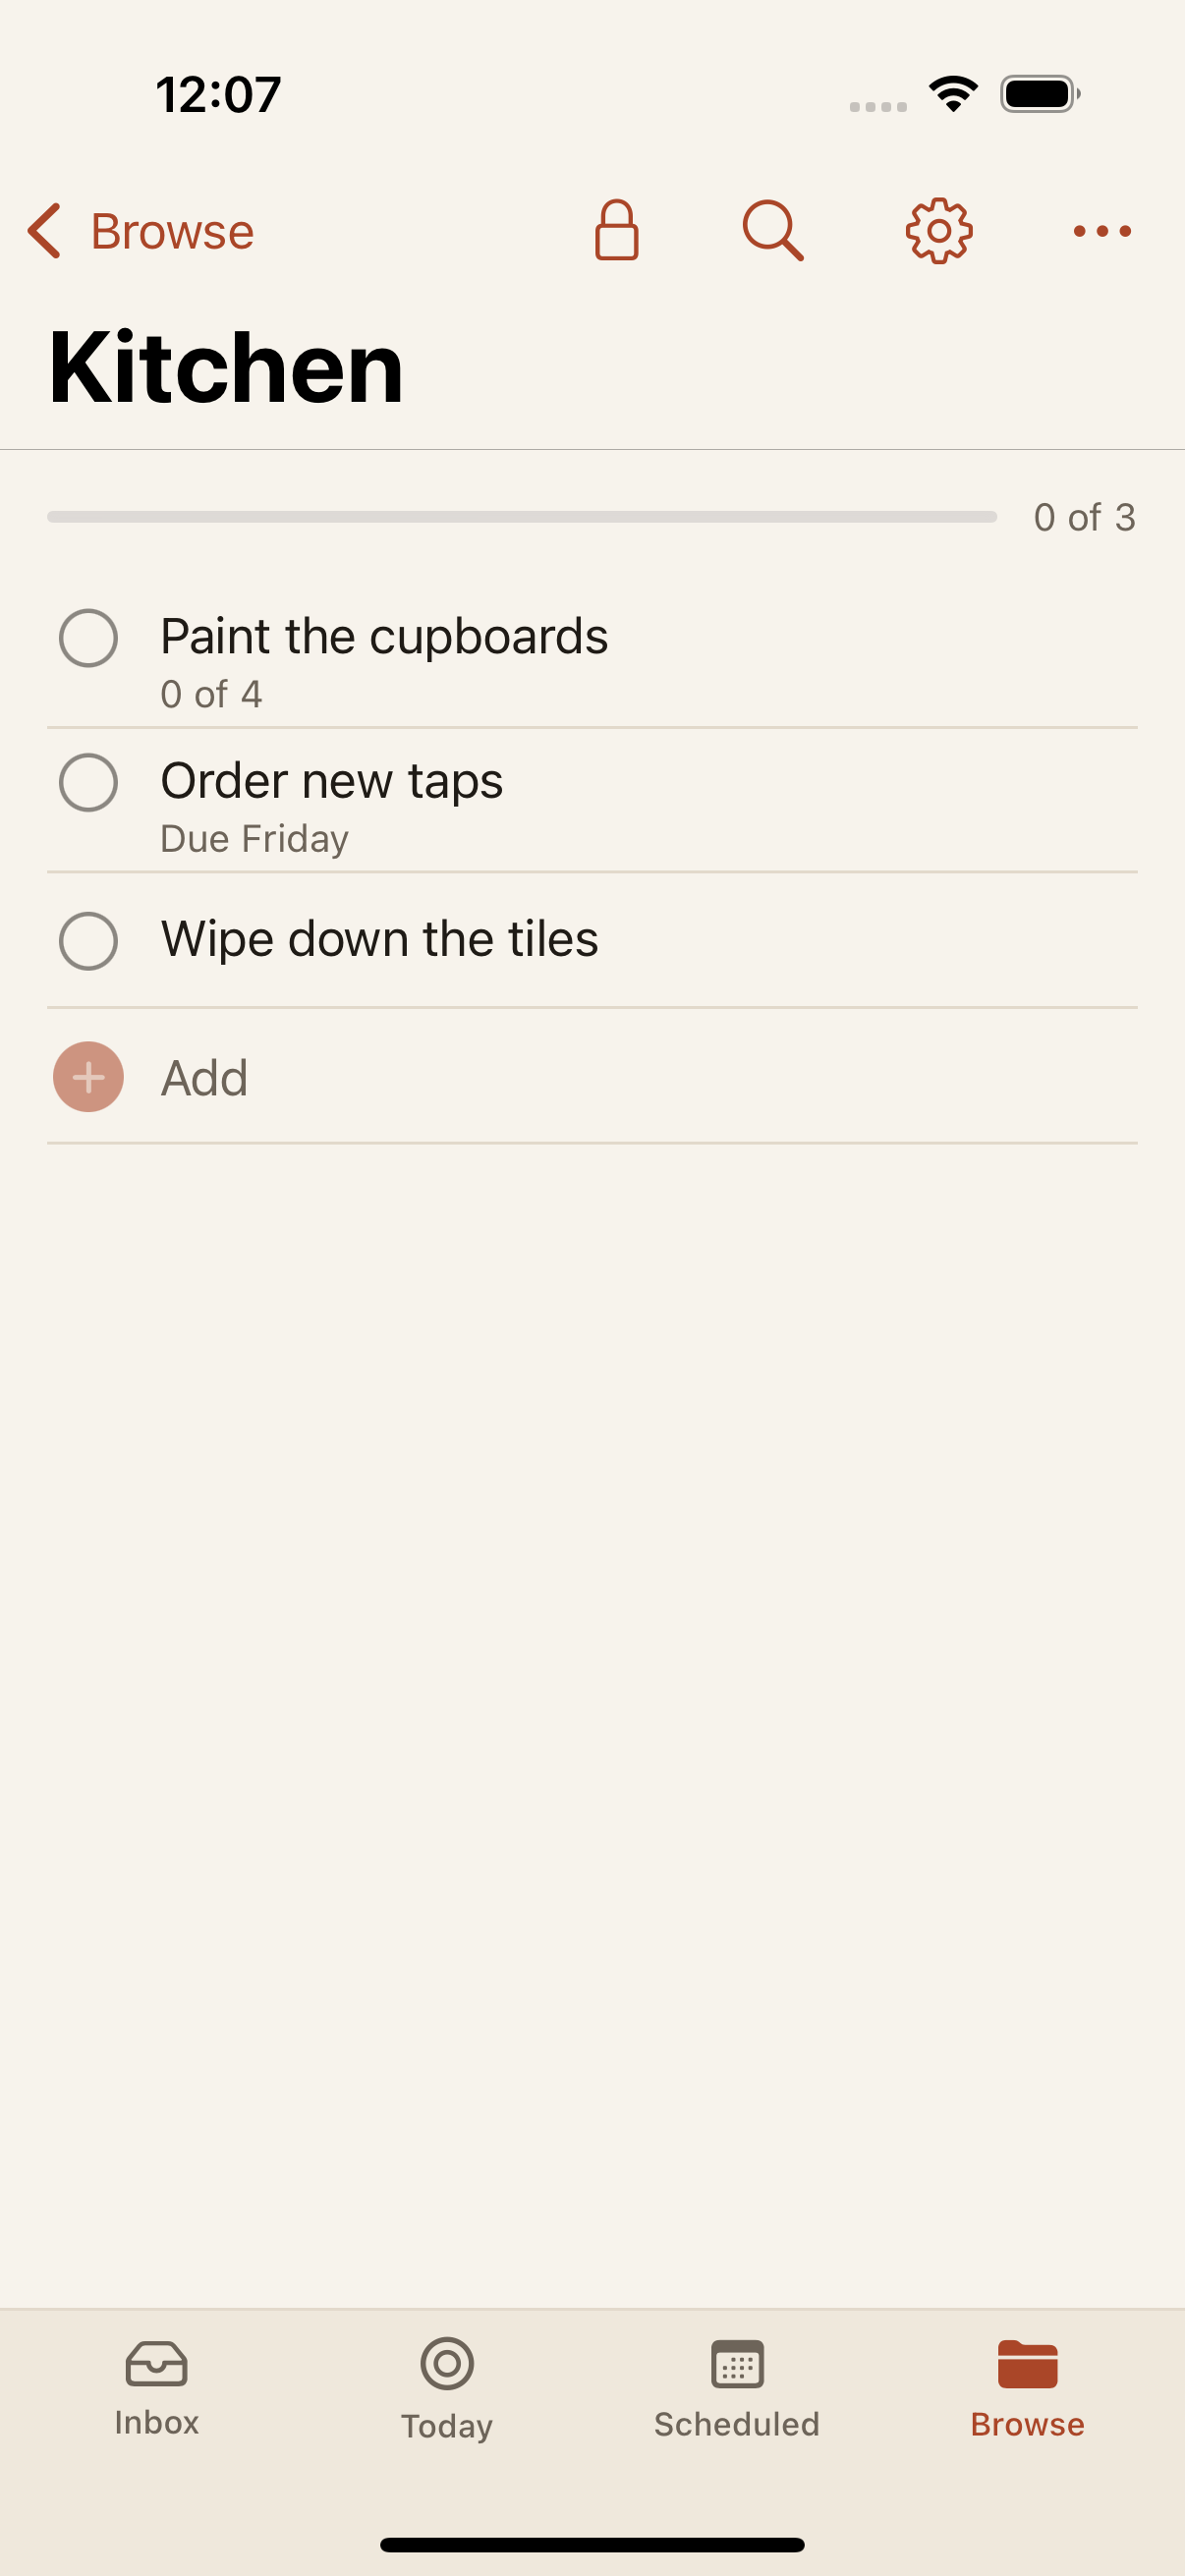 12:07
Browse
Kitchen
0 of 3
Paint the cupboards
0 of 4
Order new taps
Due Friday
Wipe down the tiles
Add
Inbox
Today
Scheduled
Browse